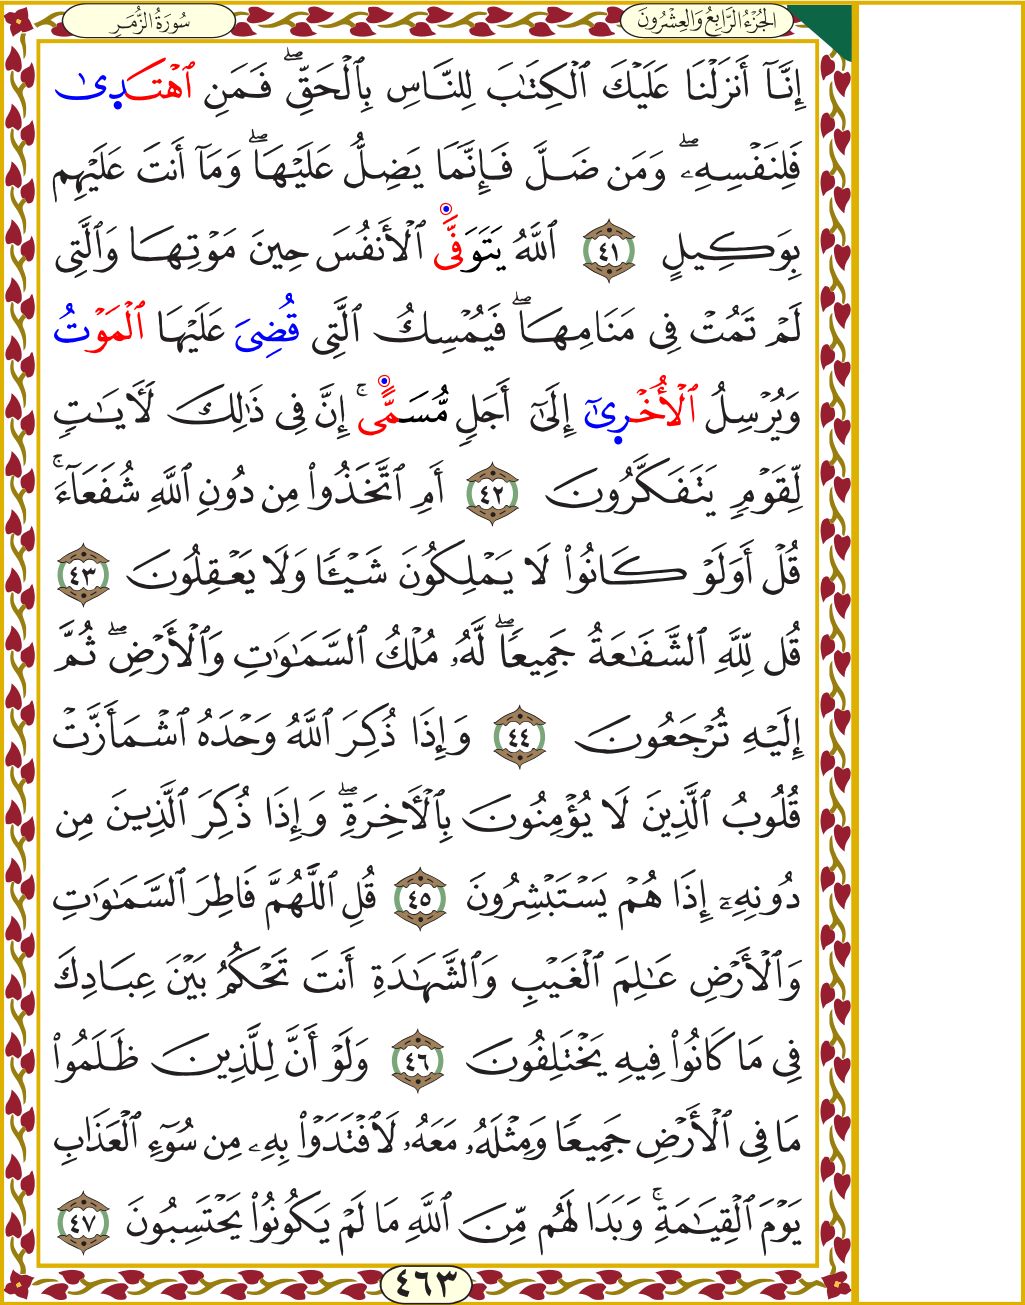 الجُزْءُ الرَّابِعُ وَالعِشْرُونَ
سُورَةُ الزُّمَرِ
إِنَّآ أَنزَلْنَا عَلَيْكَ ٱلْكِتَٰبَ لِلنَّاسِ بِٱلْحَقِّ ۖ فَمَنِ ٱهْتَدِىٰ
فَلِنَفْسِهِۦ ۖ وَمَن ضَلَّ فَإِنَّمَا يَضِلُّ عَلَيْهَا ۖ وَمَآ أَنتَ عَلَيْهِم
بِوَكِيلٍ ٤١ ٱللَّهُ يَتَوَفَّى ٱلْأَنفُسَ حِينَ مَوْتِهَا وَٱلَّتِى
لَمْ تَمُتْ فِى مَنَامِهَا ۖ فَيُمْسِكُ ٱلَّتِى قُضِىَ عَلَيْهَا ٱلْمَوْتُ
وَيُرْسِلُ ٱلْأُخْرِىٰٓ إِلَىٰٓ أَجَلٍ مُّسَمًّى ۚ إِنَّ فِى ذَٰلِكَ لَأٓيَٰتٍ
لِّقَوْمٍ يَتَفَكَّرُونَ ٤٢ أَمِ ٱتَّخَذُوا۟ مِن دُونِ ٱللَّهِ شُفَعَآءَ ۚ
قُلْ أَوَلَوْ كَانُوا۟ لَا يَمْلِكُونَ شَيْـًٔا وَلَا يَعْقِلُونَ ٤٣
قُل لِّلَّهِ ٱلشَّفَٰعَةُ جَمِيعًا ۖ لَّهُۥ مُلْكُ ٱلسَّمَٰوَٰتِ وَٱلْأَرْضِ ۖ ثُمَّ
إِلَيْهِ تُرْجَعُونَ ٤٤ وَإِذَا ذُكِرَ ٱللَّهُ وَحْدَهُ ٱشْمَأَزَّتْ
قُلُوبُ ٱلَّذِينَ لَا يُؤْمِنُونَ بِٱلْأَخِرَةِ ۖ وَإِذَا ذُكِرَ ٱلَّذِينَ مِن
دُونِهِۦٓ إِذَا هُمْ يَسْتَبْشِرُونَ ٤٥ قُلِ ٱللَّهُمَّ فَاطِرَ ٱلسَّمَٰوَٰتِ
وَٱلْأَرْضِ عَٰلِمَ ٱلْغَيْبِ وَٱلشَّهَٰدَةِ أَنتَ تَحْكُمُ بَيْنَ عِبَادِكَ
فِى مَا كَانُوا۟ فِيهِ يَخْتَلِفُونَ ٤٦ وَلَوْ أَنَّ لِلَّذِينَ ظَلَمُوا۟
مَا فِى ٱلْأَرْضِ جَمِيعًا وَمِثْلَهُۥ مَعَهُۥ لَٱفْتَدَوْا۟ بِهِۦ مِن سُوٓءِ ٱلْعَذَابِ
يَوْمَ ٱلْقِيَٰمَةِ ۚ وَبَدَا لَهُم مِّنَ ٱللَّهِ مَا لَمْ يَكُونُوا۟ يَحْتَسِبُونَ ٤٧
٤٦٣